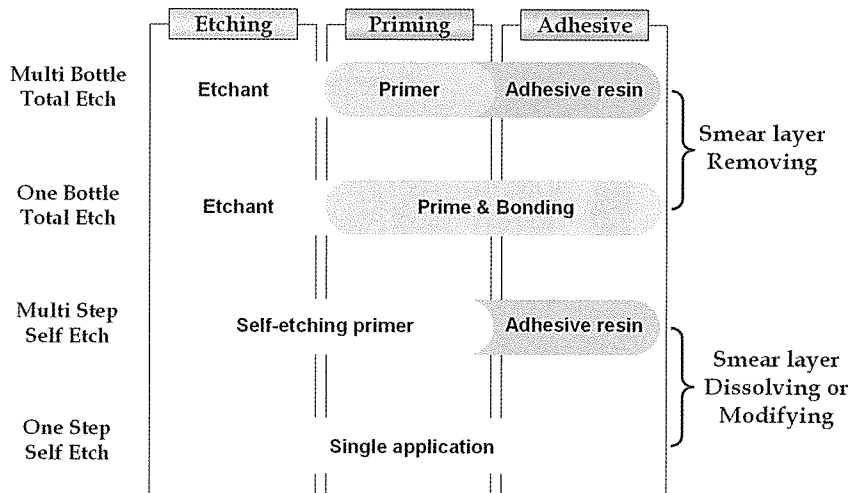 Etching
Priming
Adhesive
Multi Bottle
Total Etch
Etchant
Primer
Adhesive resin
Smear layer
Removing
One Bottle
Total Etch
Etchant
Prime & Bonding
Multi Step
Self Etch
Self-etching primer
Adhesive resin
Smear layer
Dissolving or
Modifying
One Step
Self Etch
Single application